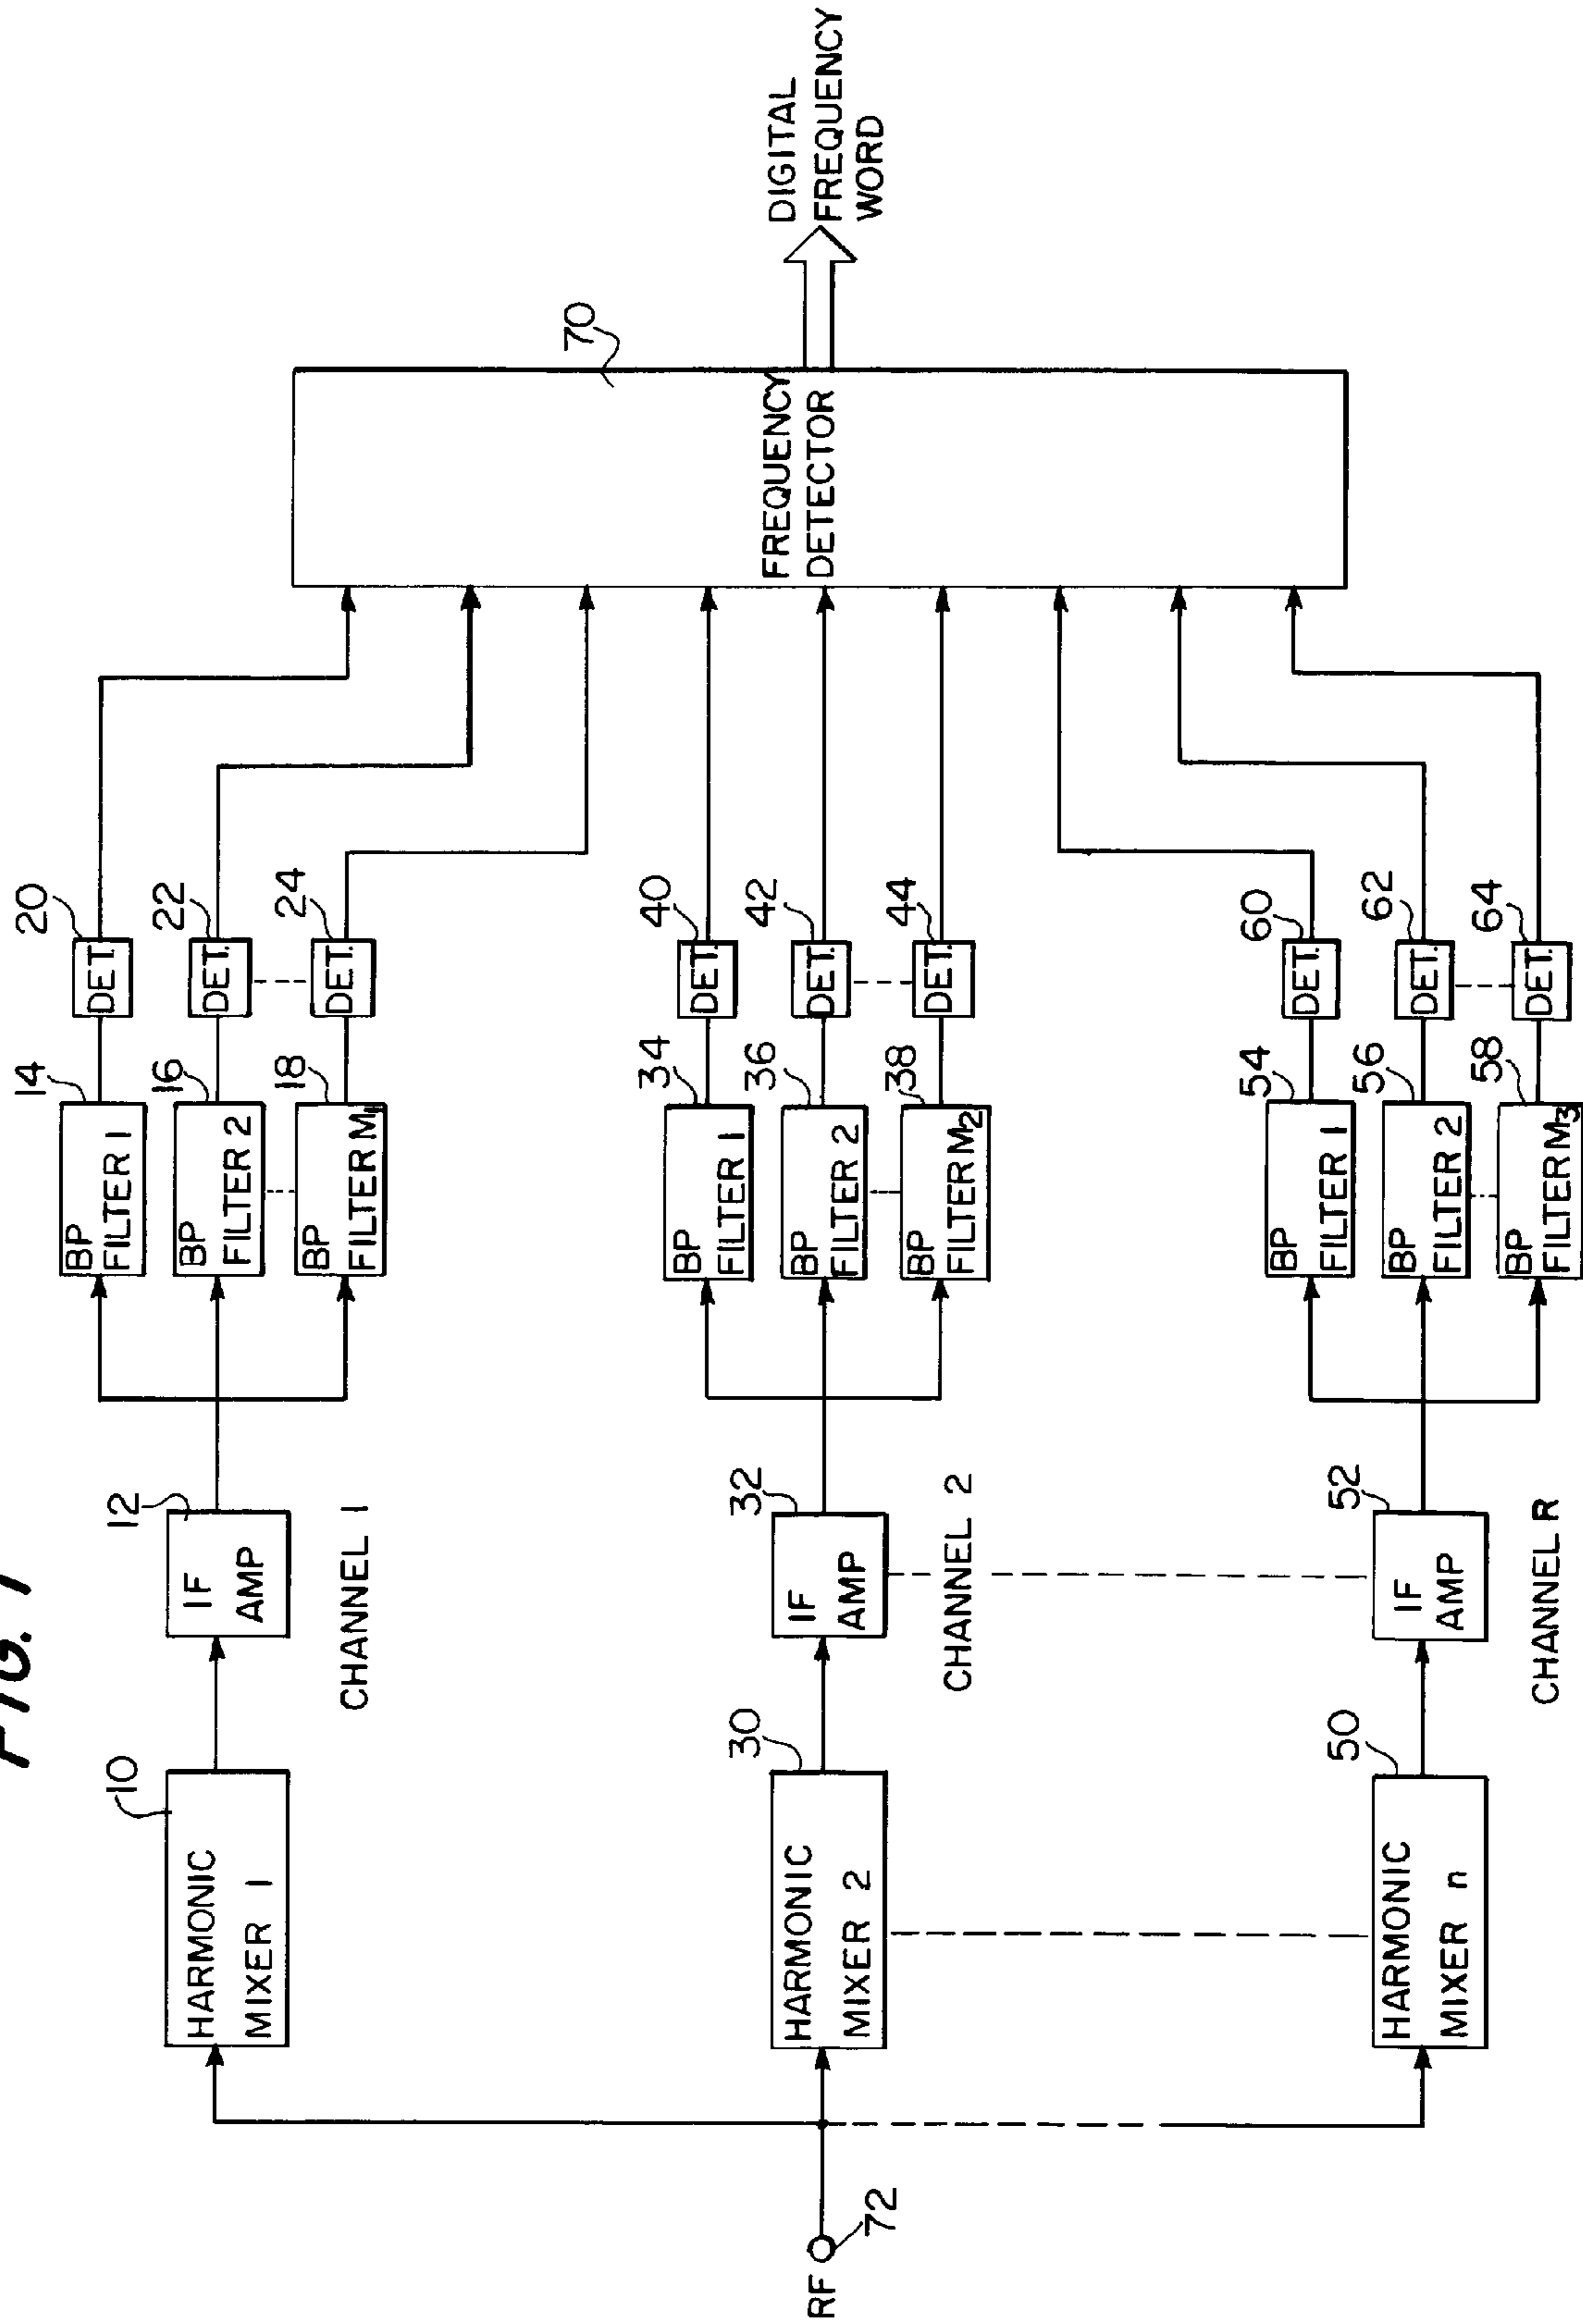 FIG. 1
RF
72
10
HARMONIC
MIXER 1
12
IF
AMP
CHANNEL 1
14
BP
FILTER 1
16
BP
FILTER 2
18
BP
FILTER M1
20
DET.
22
DET.
24
DET.
30
HARMONIC
MIXER 2
32
IF
AMP
CHANNEL 2
34
BP
FILTER 1
36
BP
FILTER 2
38
BP
FILTER M2
40
DET.
42
DET.
44
DET.
50
HARMONIC
MIXER n
52
IF
AMP
CHANNEL R
54
BP
FILTER 1
56
BP
FILTER 2
58
BP
FILTER M3
60
DET.
62
DET.
64
DET.
70
FREQUENCY
DETECTOR
DIGITAL
FREQUENCY
WORD